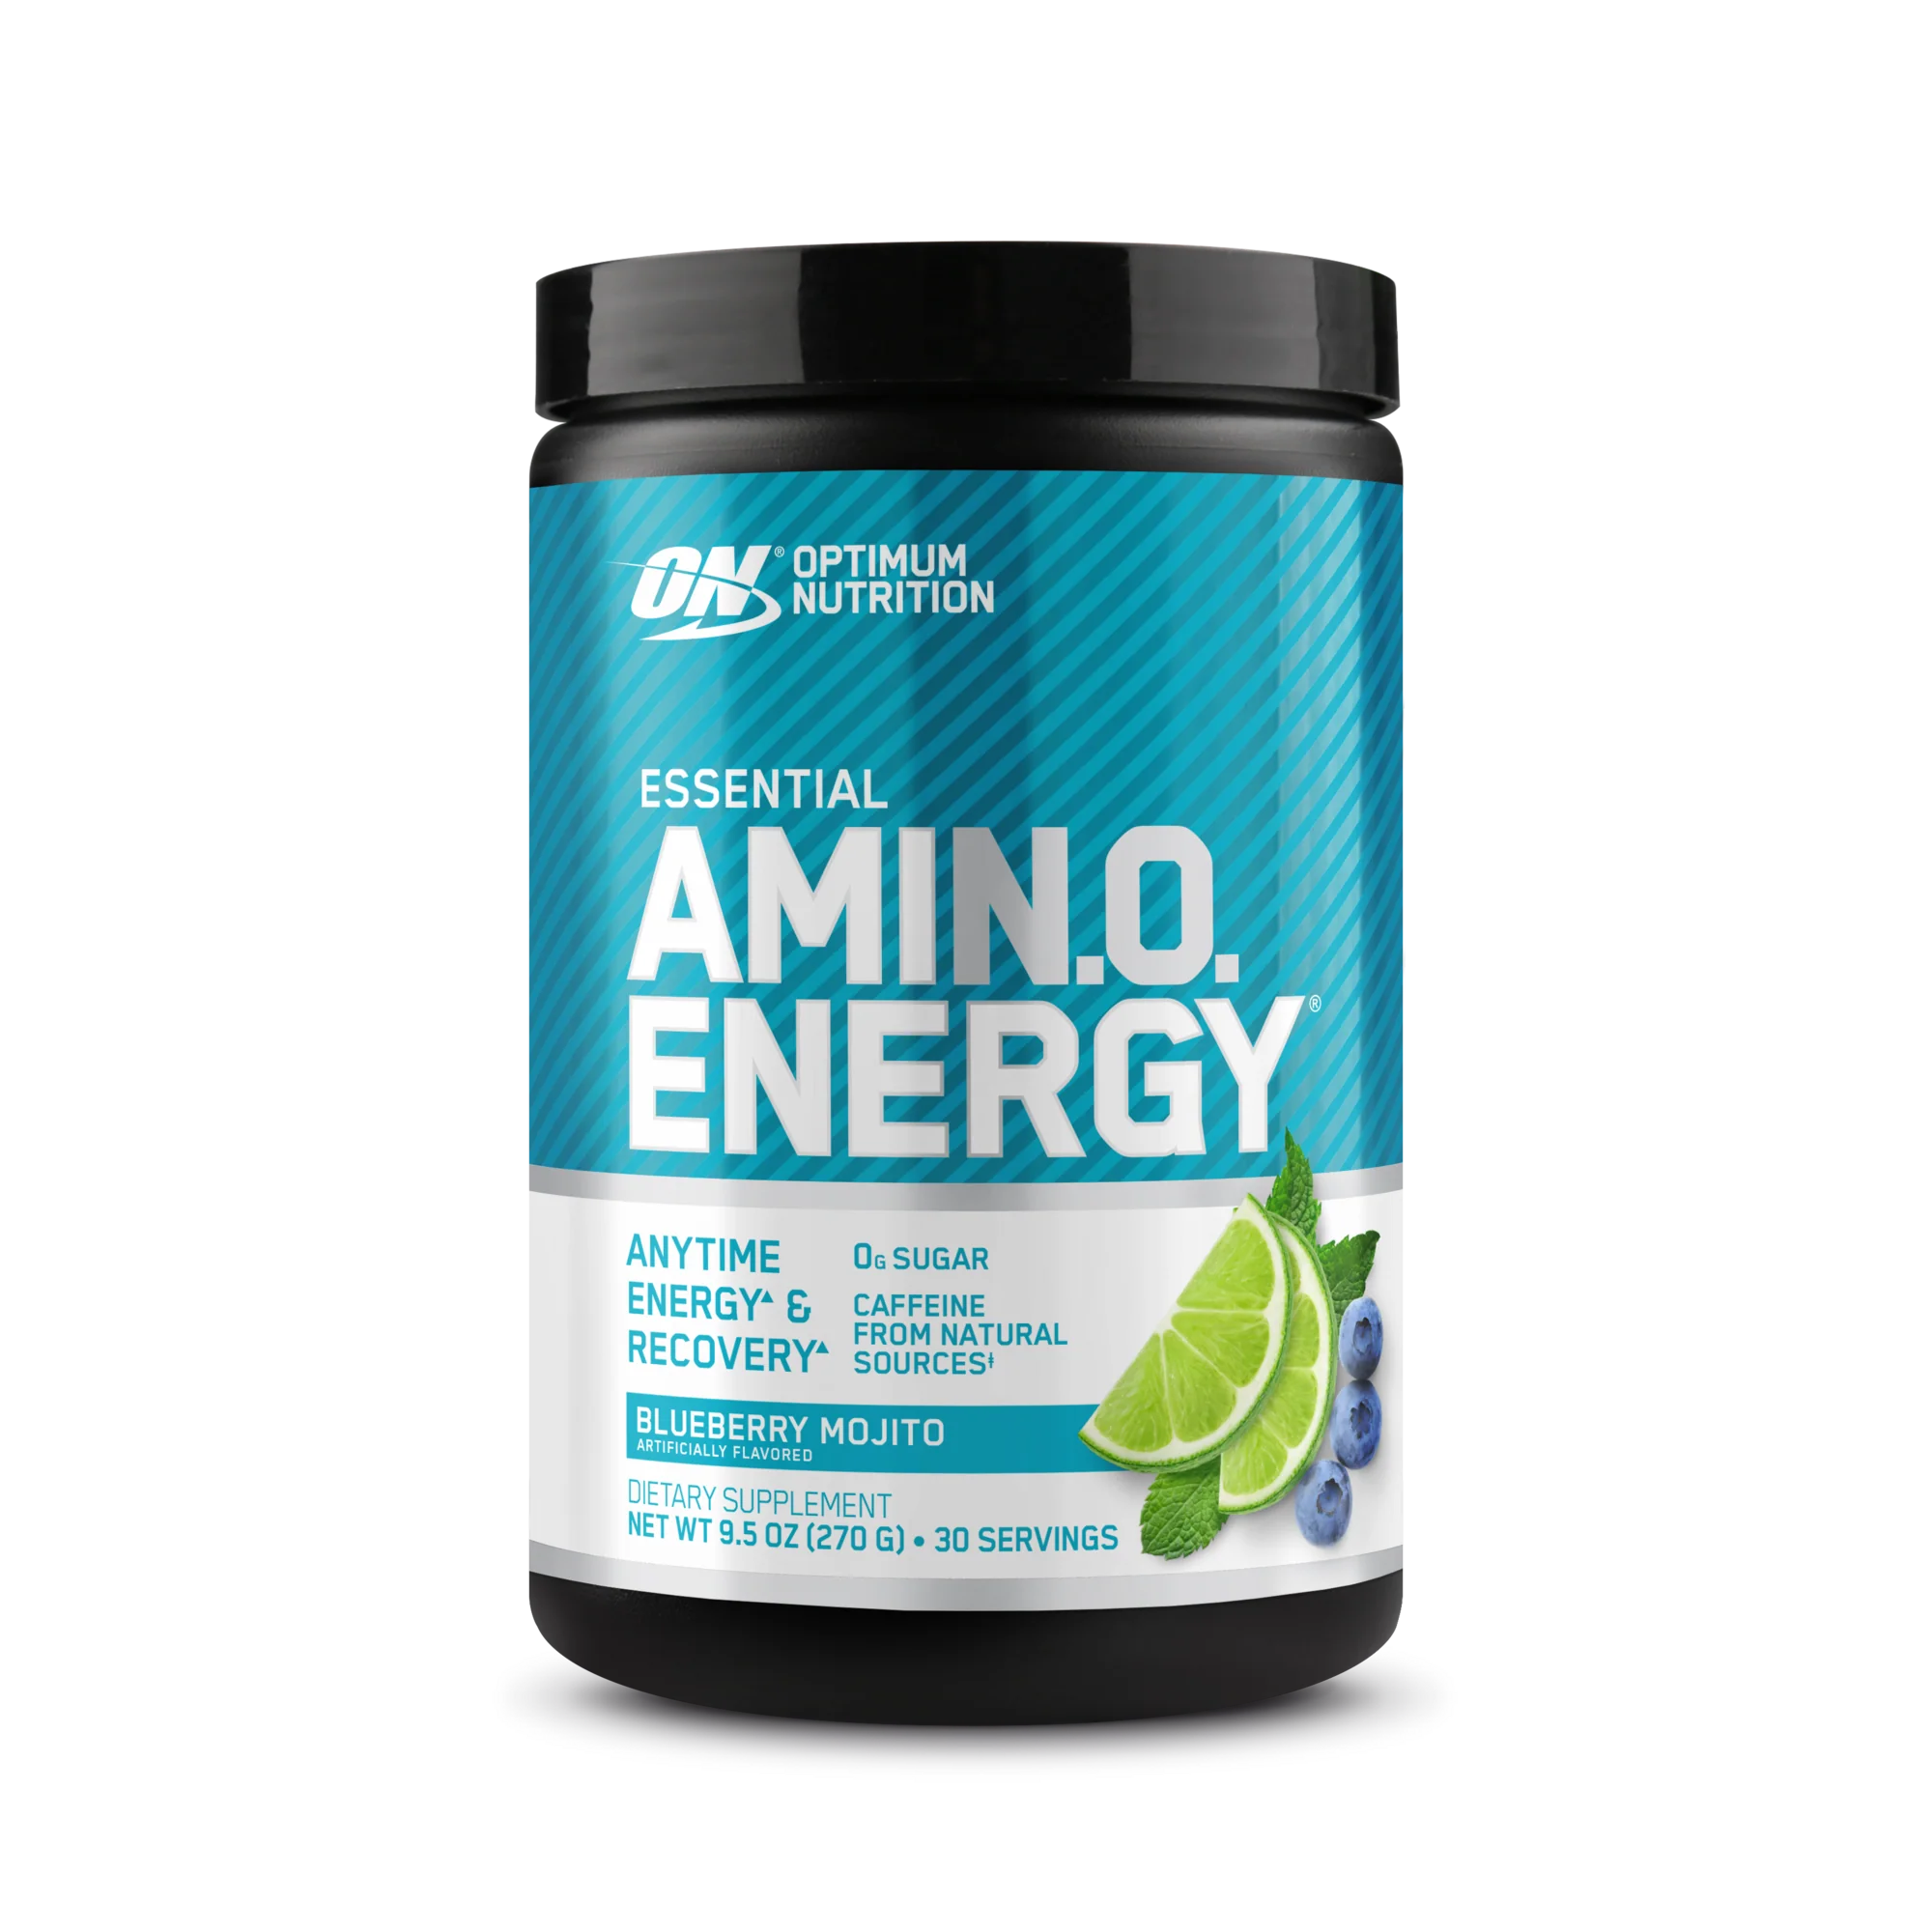 ON® OPTIMUM
NUTRITION
ESSENTIAL
AMIN.O.
ENERGY®
ANYTIME
ENERGY▲ &
RECOVERY▲
0G SUGAR
CAFFEINE
FROM NATURAL
SOURCES‡
BLUEBERRY MOJITO
ARTIFICIALLY FLAVORED
DIETARY SUPPLEMENT
NET WT 9.5 OZ (270 G) • 30 SERVINGS